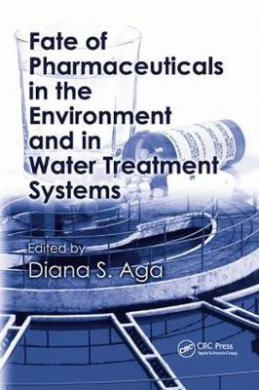 Fate of
Pharmaceuticals
in the
Environment
and in
Water Treatment
Systems
Edited by
Diana S. Aga
CRC Press
Taylor & Francis Group